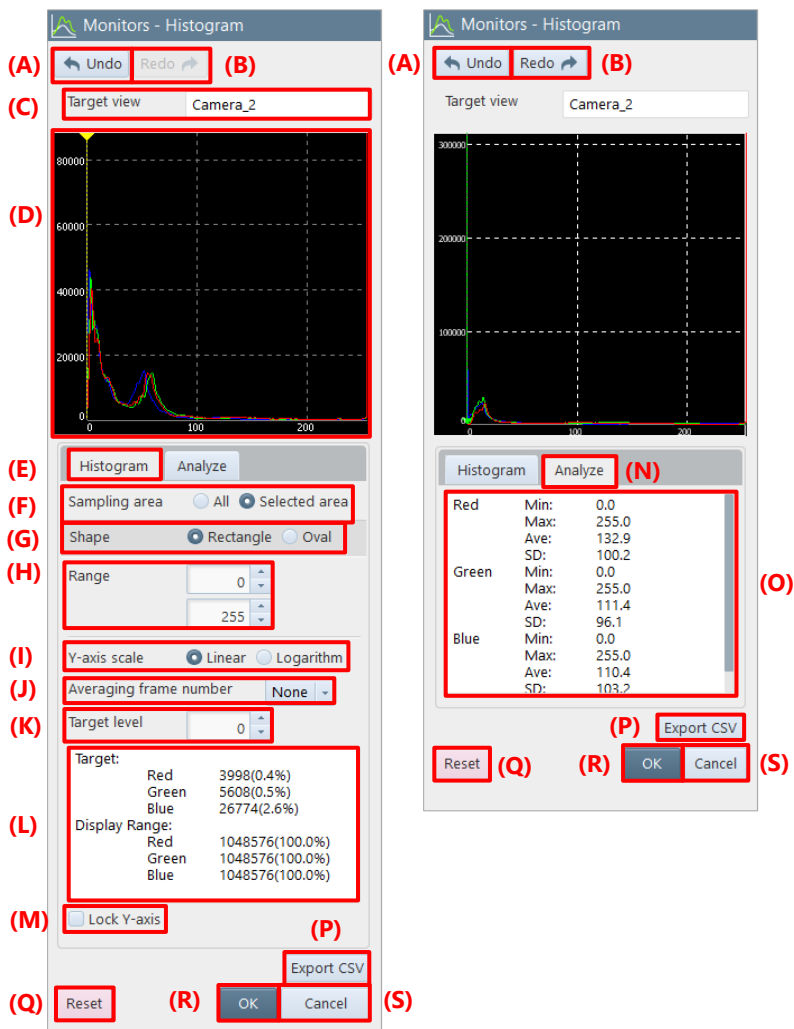 Monitors - Histogram
(A) Undo Redo (B)
(C) Target view Camera_2
(D)
80000
60000
40000
20000
0
0 100 200
(E) Histogram Analyze
(F) Sampling area All Selected area
(G) Shape Rectangle Oval
(H) Range 0
255
(I) Y-axis scale Linear Logarithm
(J) Averaging frame number None
(K) Target level 0
(L)
Target:
Red 3998(0.4%)
Green 5608(0.5%)
Blue 26774(2.6%)
Display Range:
Red 1048576(100.0%)
Green 1048576(100.0%)
Blue 1048576(100.0%)
(M) Lock Y-axis
(P)
Export CSV
(Q) Reset (R) OK Cancel (S)
Monitors - Histogram
(A) Undo Redo (B)
Target view Camera_2
300000
200000
100000
0
0 100 200
Histogram Analyze (N)
Red Min: 0.0
Max: 255.0
Ave: 132.9
SD: 100.2
Green Min: 0.0
Max: 255.0
Ave: 111.4
SD: 96.1
Blue Min: 0.0
Max: 255.0
Ave: 110.4
SD: 103.2
(O)
(P) Export CSV
Reset (Q) (R) OK Cancel (S)